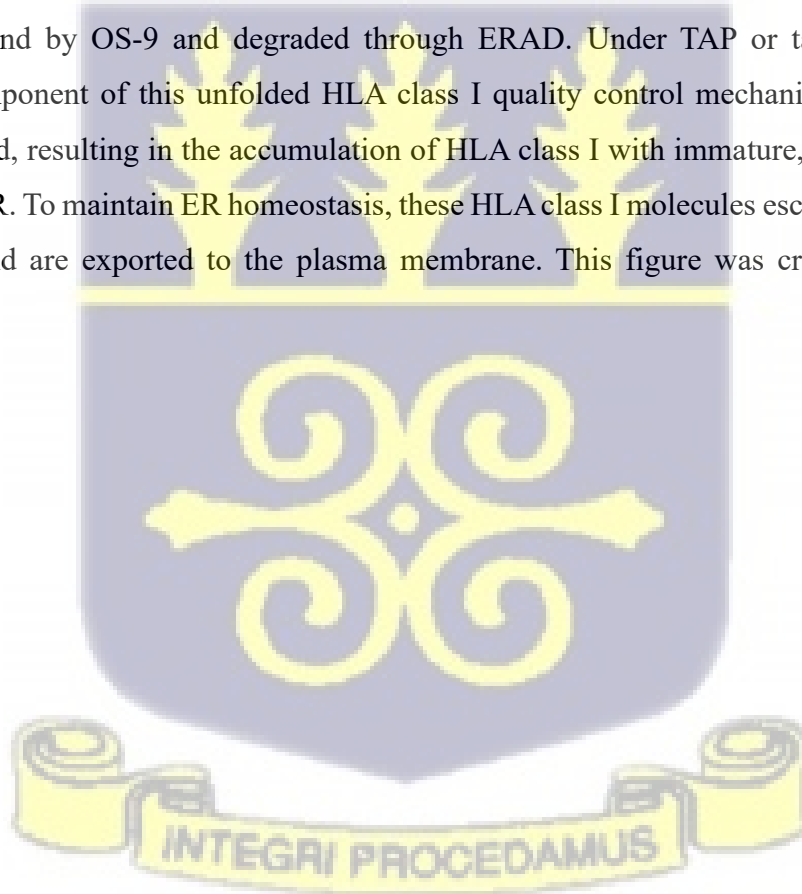 nd by OS-9 and degraded through ERAD. Under TAP or ta
ponent of this unfolded HLA class I quality control mechani
d, resulting in the accumulation of HLA class I with immature,
R. To maintain ER homeostasis, these HLA class I molecules esc
d are exported to the plasma membrane. This figure was cr
INTEGRI PROCEDAMUS